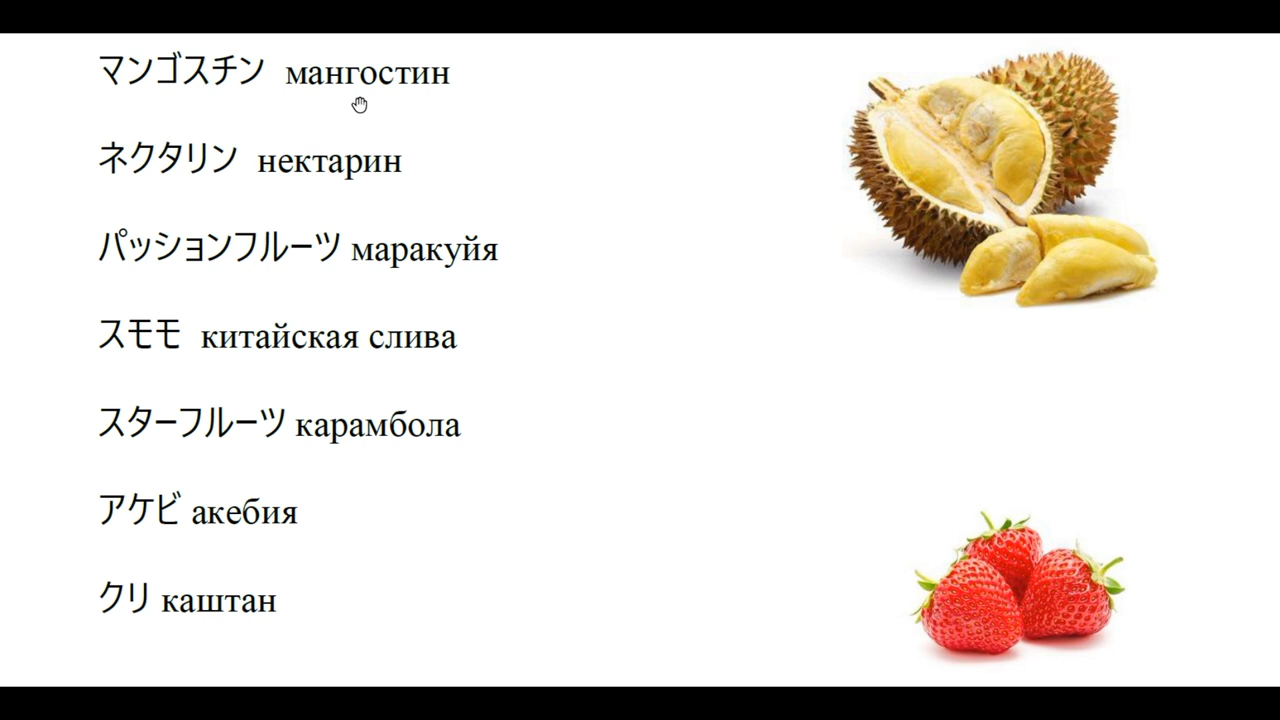 マンゴスチン мангостин
ネクタリン нектарин
パッションフルーツ маракуйя
スモモ китайская слива
スターフルーツ карамбола
アケビ акебия
クリ каштан